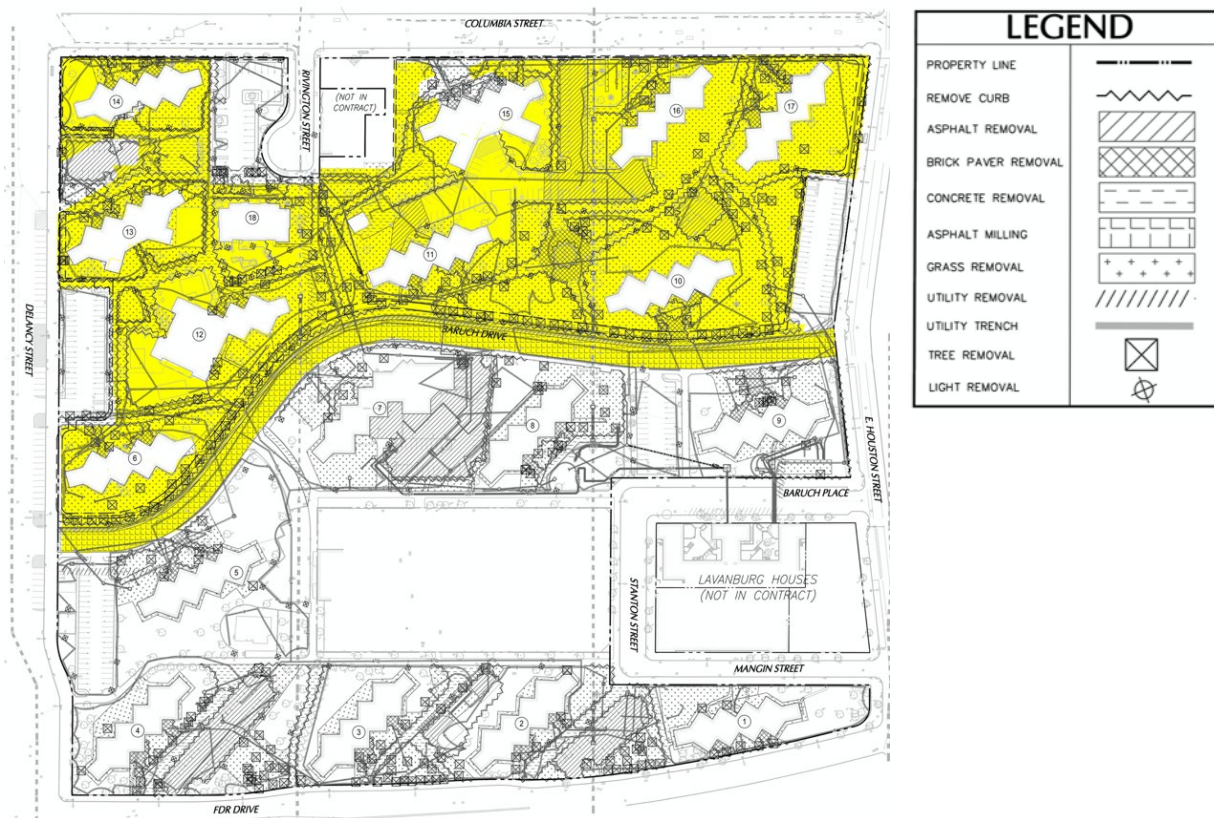 COLUMBIA STREET
RIVINGTON STREET
(NOT IN
CONTRACT)
14
15
16
17
13
18
11
10
12
DELANCY STREET
BARUCH DRIVE
7
8
9
6
E. HOUSTON STREET
BARUCH PLACE
5
STANTON STREET
LAVANBURG HOUSES
(NOT IN CONTRACT)
MANGIN STREET
4
3
2
1
FDR DRIVE
LEGEND
PROPERTY LINE
REMOVE CURB
ASPHALT REMOVAL
BRICK PAVER REMOVAL
CONCRETE REMOVAL
ASPHALT MILLING
GRASS REMOVAL
UTILITY REMOVAL
UTILITY TRENCH
TREE REMOVAL
LIGHT REMOVAL